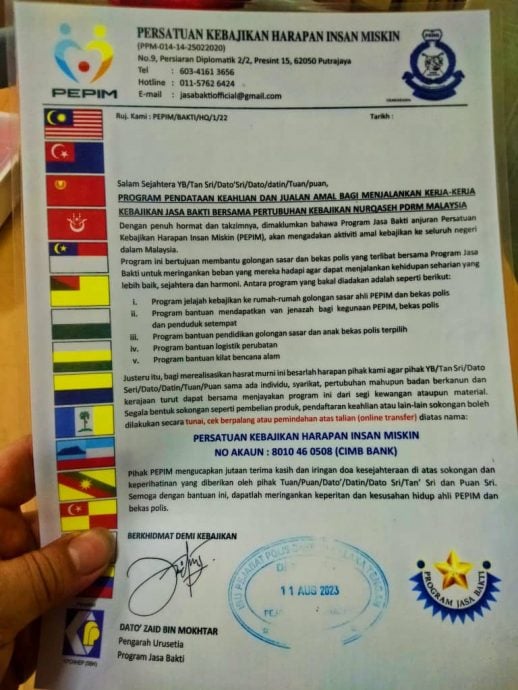 PERSATUAN KEBAJIKAN HARAPAN INSAN MISKIN
(PPM-014-14-25022020)
No.9, Persiaran Diplomatik 2/2, Presint 15, 62050 Putrajaya
Tel : 603-4161 3656
Hotline : 011-5762 6424
E-mail : jasabaktiofficial@gmail.com
PEPIM
Ruj. Kami : PEPIM/BAKTI/HQ/1/22 Tarikh :
Salam Sejahtera YB/Tan Sri/Dato'Sri/Dato/datin/Tuan/puan,
PROGRAM PENDATAAN KEAHLIAN DAN JUALAN AMAL BAGI MENJALANKAN KERJA-KERJA
KEBAJIKAN JASA BAKTI BERSAMA PERTUBUHAN KEBAJIKAN NURQASEH PDRM MALAYSIA
Dengan penuh hormat dan takzimnya, dimaklumkan bahawa Program Jasa Bakti anjuran Persatuan
Kebajikan Harapan Insan Miskin (PEPIM), akan mengadakan aktiviti amal kebajikan ke seluruh negeri
dalam Malaysia.
Program ini bertujuan membantu golongan sasar dan bekas polis yang terlibat bersama Program Jasa
Bakti untuk meringankan beban yang mereka hadapi agar dapat menjalankan kehidupan seharian yang
lebih baik, sejahtera dan harmoni. Antara program yang bakal diadakan adalah seperti berikut:
i. Program jelajah kebajikan ke rumah-rumah golongan sasar ahli PEPIM dan bekas polis
ii. Program bantuan mendapatkan van jenazah bagi kegunaan PEPIM, bekas polis
dan penduduk setempat
iii. Program bantuan pendidikan golongan sasar dan anak bekas polis terpilih
iv. Program bantuan logistik perubatan
v. Program bantuan kilat bencana alam
Justeru itu, bagi merealisasikan hasrat murni ini besarlah harapan pihak kami agar pihak YB/Tan Sri/Dato
Seri/Dato/Datin/Tuan/Puan sama ada individu, syarikat, pertubuhan mahupun badan berkanun dan
kerajaan turut dapat bersama menjayakan program ini dari segi kewangan ataupun material.
Segala bentuk sokongan seperti pembelian produk, pendaftaran keahlian atau lain-lain sokongan boleh
dilakukan secara tunai, cek berpalang atau pemindahan atas talian (online transfer) diatas nama:
PERSATUAN KEBAJIKAN HARAPAN INSAN MISKIN
NO AKAUN : 8010 46 0508 (CIMB BANK)
Pihak PEPIM mengucapkan jutaan terima kasih dan iringan doa kesejahteraan di atas sokongan dan
keperihatinan yang diberikan oleh pihak Tuan/Puan/Dato'/Datin/Dato Sri/Tan' Sri dan Puan Sri.
Semoga dengan bantuan ini, dapatlah meringankan keperitan dan kesusahan hidup ahli PEPIM dan
bekas polis.
BERKHIDMAT DEMI KEBAJIKAN
11 AUG 2023
PROGRAM JASA BAKTI
DATO' ZAID BIN MOKHTAR
Pengarah Urusetia
Program Jasa Bakti